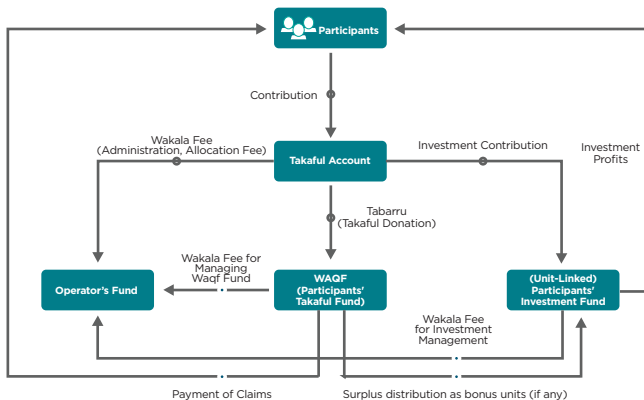 Participants
Contribution
Wakala Fee
(Administration, Allocation Fee)
Takaful Account
Investment Contribution
Investment
Profits
Tabarru
(Takaful Donation)
Wakala Fee for
Managing
Waqf Fund
Operator's Fund
WAQF
(Participants'
Takaful Fund)
(Unit-Linked)
Participants'
Investment Fund
Wakala Fee
for Investment
Management
Payment of Claims
Surplus distribution as bonus units (if any)